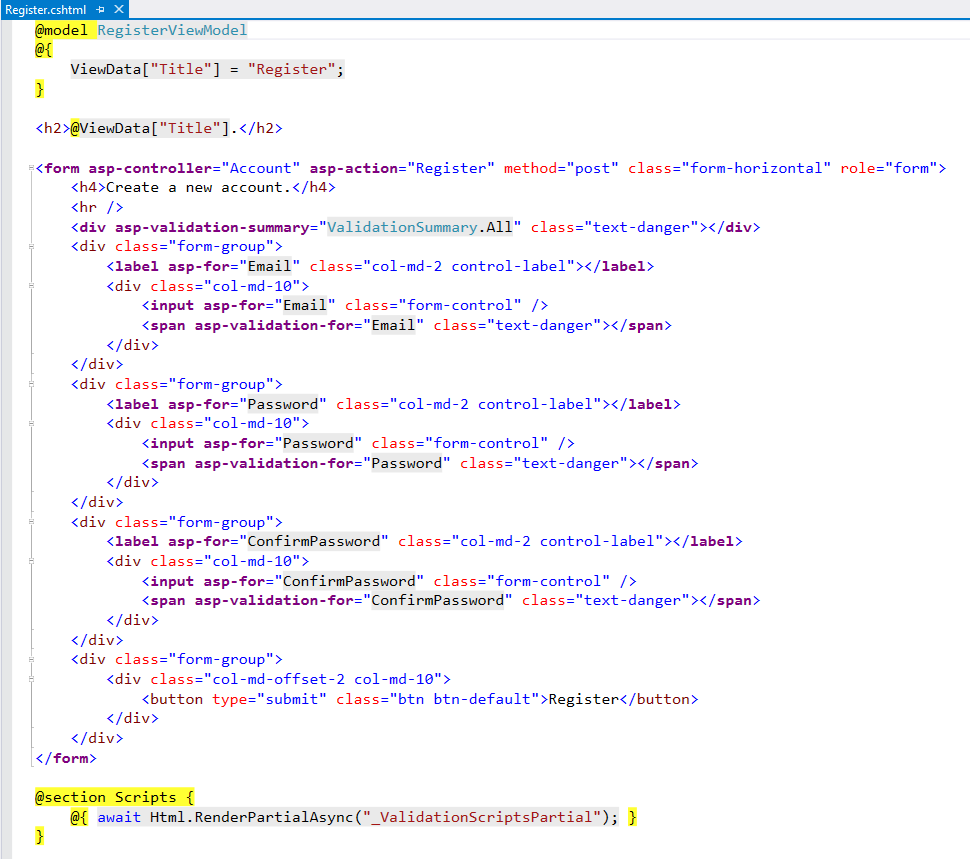 Register.cshtml
@model RegisterViewModel
@{
    ViewData["Title"] = "Register";
}

<h2>@ViewData["Title"].</h2>

<form asp-controller="Account" asp-action="Register" method="post" class="form-horizontal" role="form">
    <h4>Create a new account.</h4>
    <hr />
    <div asp-validation-summary="ValidationSummary.All" class="text-danger"></div>
    <div class="form-group">
        <label asp-for="Email" class="col-md-2 control-label"></label>
        <div class="col-md-10">
            <input asp-for="Email" class="form-control" />
            <span asp-validation-for="Email" class="text-danger"></span>
        </div>
    </div>
    <div class="form-group">
        <label asp-for="Password" class="col-md-2 control-label"></label>
        <div class="col-md-10">
            <input asp-for="Password" class="form-control" />
            <span asp-validation-for="Password" class="text-danger"></span>
        </div>
    </div>
    <div class="form-group">
        <label asp-for="ConfirmPassword" class="col-md-2 control-label"></label>
        <div class="col-md-10">
            <input asp-for="ConfirmPassword" class="form-control" />
            <span asp-validation-for="ConfirmPassword" class="text-danger"></span>
        </div>
    </div>
    <div class="form-group">
        <div class="col-md-offset-2 col-md-10">
            <button type="submit" class="btn btn-default">Register</button>
        </div>
    </div>
</form>

@section Scripts {
    @{ await Html.RenderPartialAsync("_ValidationScriptsPartial"); }
}